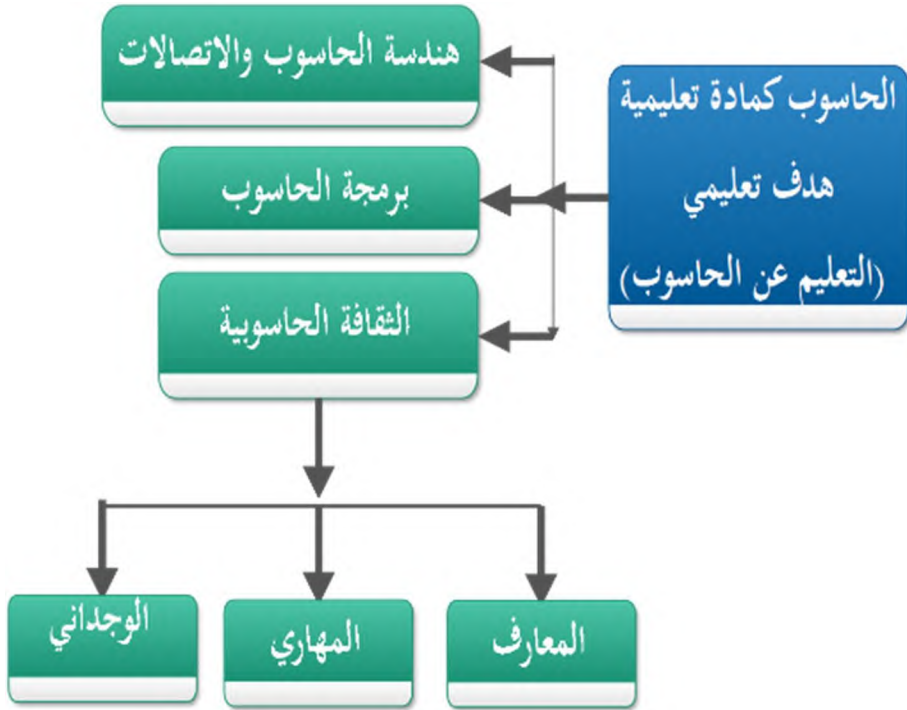 الحاسوب كمادة تعليمية
هدف تعليمي
(التعليم عن الحاسوب)
هندسة الحاسوب والاتصالات
برمجة الحاسوب
الثقافة الحاسوبية
المعارف
المهاري
الوجداني